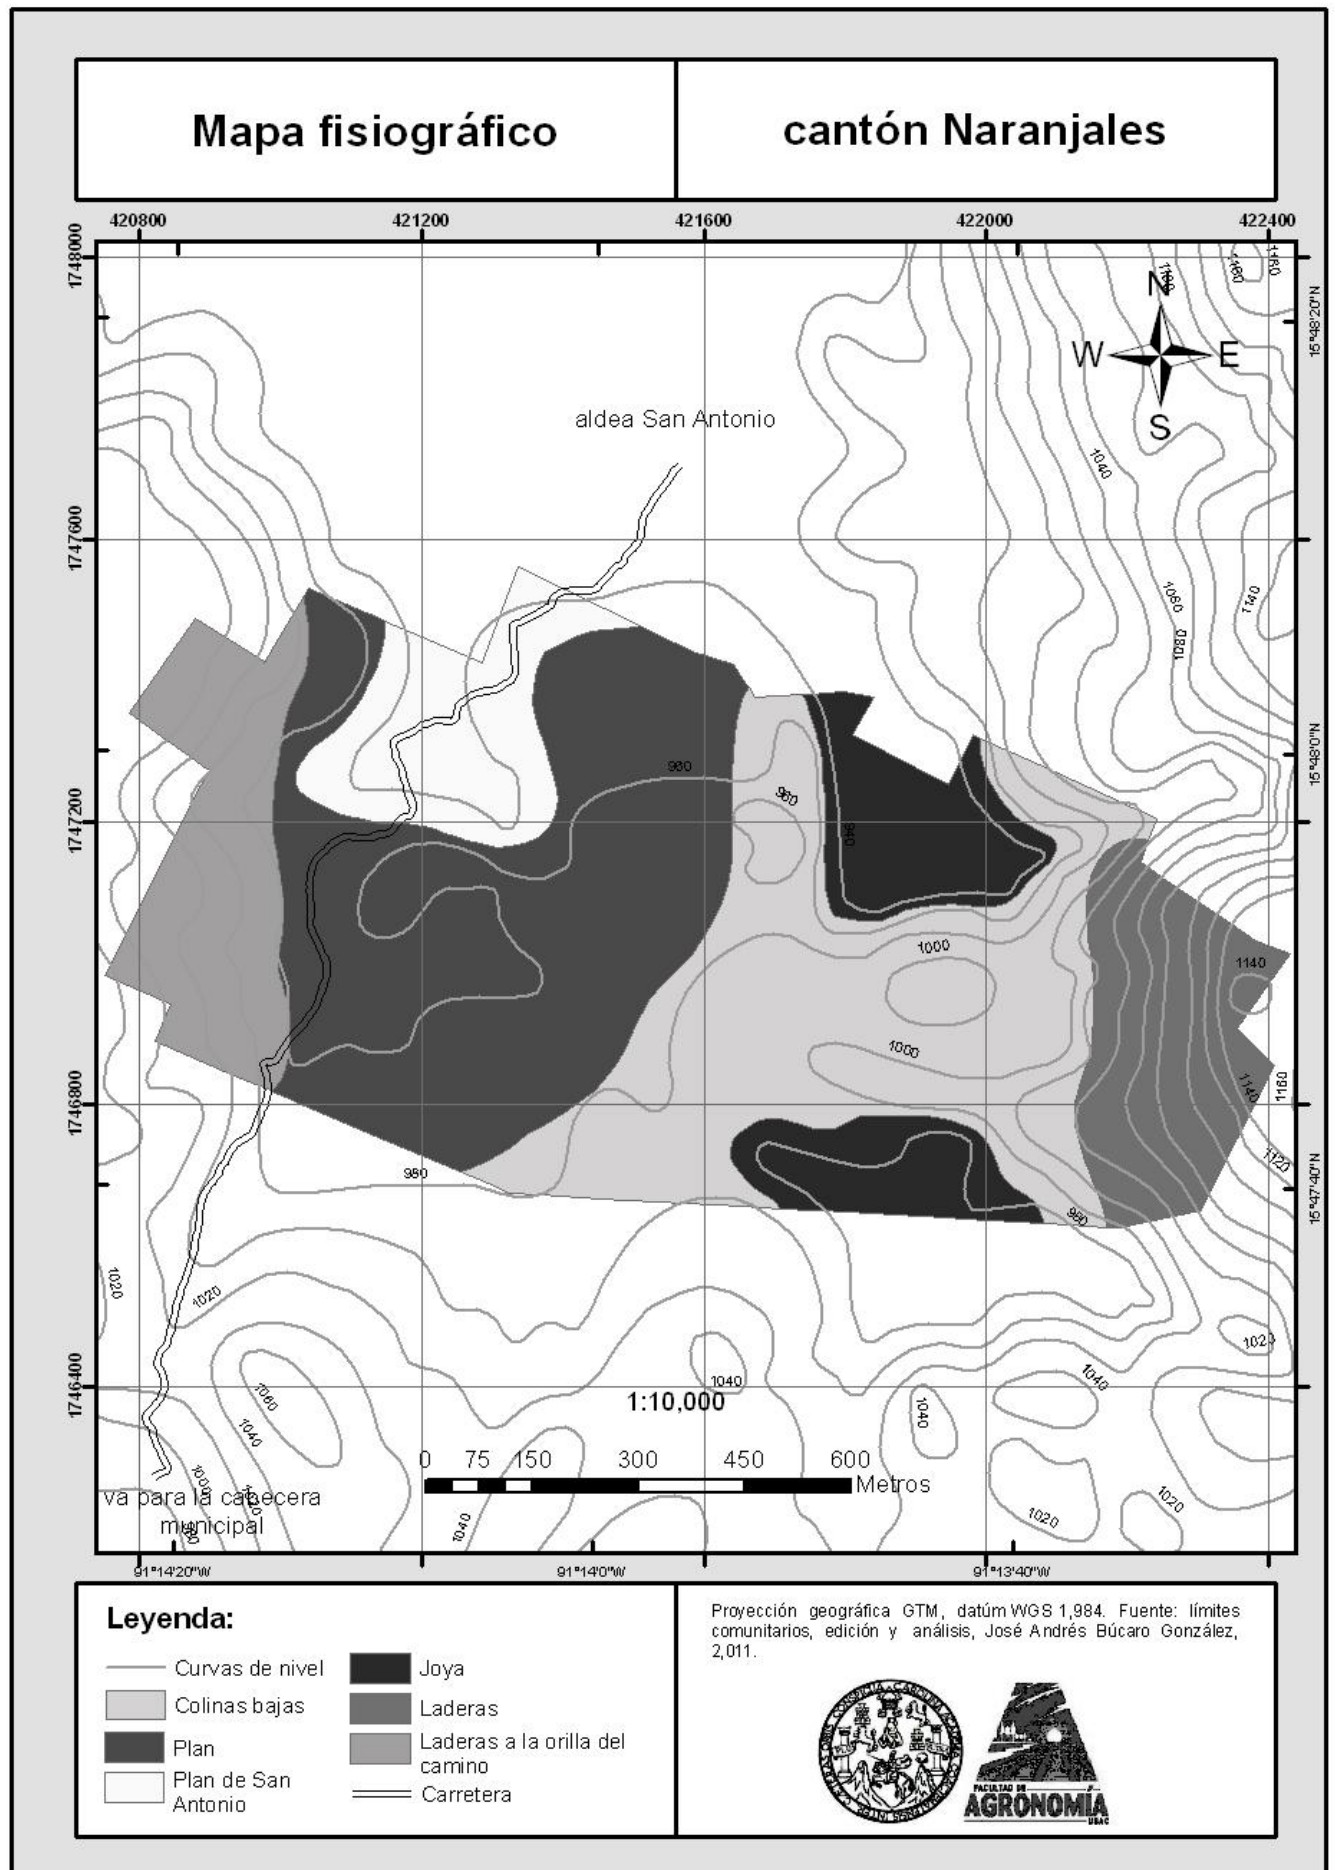 Mapa fisiográfico
cantón Naranjales
420800 421200 421600 422000 422400
1748000
1747600
1747200
1746800
1746400
15°48'20"N
15°48'0"N
15°47'40"N
1160
1160
1100
N
W E
S
aldea San Antonio
1040
1060
1080
1140
980
960
940
1000
1140
1000
1140
1160
1120
980
980
1020
1020
1020
1040
1040
1:10,000
1060
1040
1040
0 75 150 300 450 600
Metros
1000
1020
1040
1020
1020
va para la cabecera
municipal
91°14'20"W 91°14'0"W 91°13'40"W
Leyenda:
Curvas de nivel
Colinas bajas
Plan
Plan de San
Antonio
Joya
Laderas
Laderas a la orilla del
camino
Carretera
Proyección geográfica GTM, datúm WGS 1,984. Fuente: límites
comunitarios, edición y análisis, José Andrés Búcaro González,
2,011.
FACULTAD DE
AGRONOMÍA
USAC